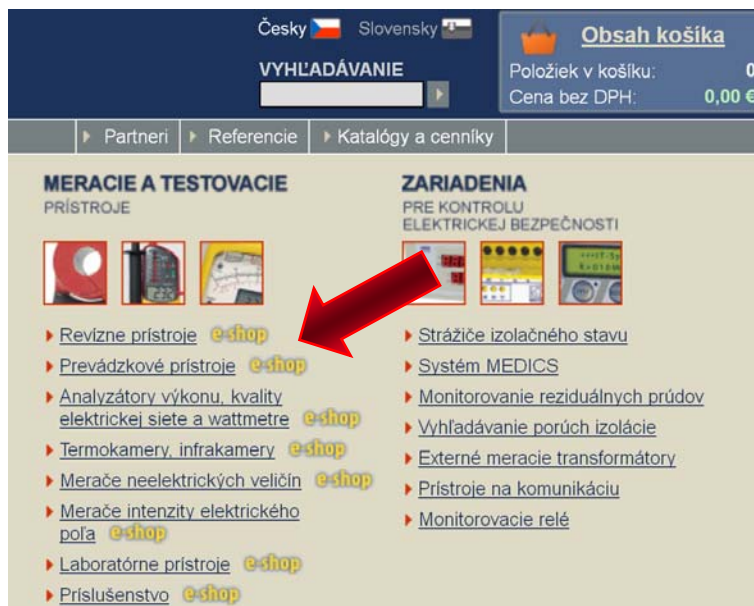 Česky Slovensky
VYHĽADÁVANIE
Obsah košíka
Položiek v košíku: 0
Cena bez DPH: 0,00 €
Partneri Referencie Katalógy a cenníky
MERACIE A TESTOVACIE
PRÍSTROJE
Revízne prístroje e-shop
Prevádzkové prístroje e-shop
Analyzátory výkonu, kvality
elektrickej siete a wattmetre e-shop
Termokamery, infrakamery e-shop
Merače neelektrických veličín e-shop
Merače intenzity elektrického
poľa e-shop
Laboratórne prístroje e-shop
Príslušenstvo e-shop
ZARIADENIA
PRE KONTROLU
ELEKTRICKEJ BEZPEČNOSTI
Strážiče izolačného stavu
Systém MEDICS
Monitorovanie reziduálnych prúdov
Vyhľadávanie porúch izolácie
Externé meracie transformátory
Prístroje na komunikáciu
Monitorovacie relé